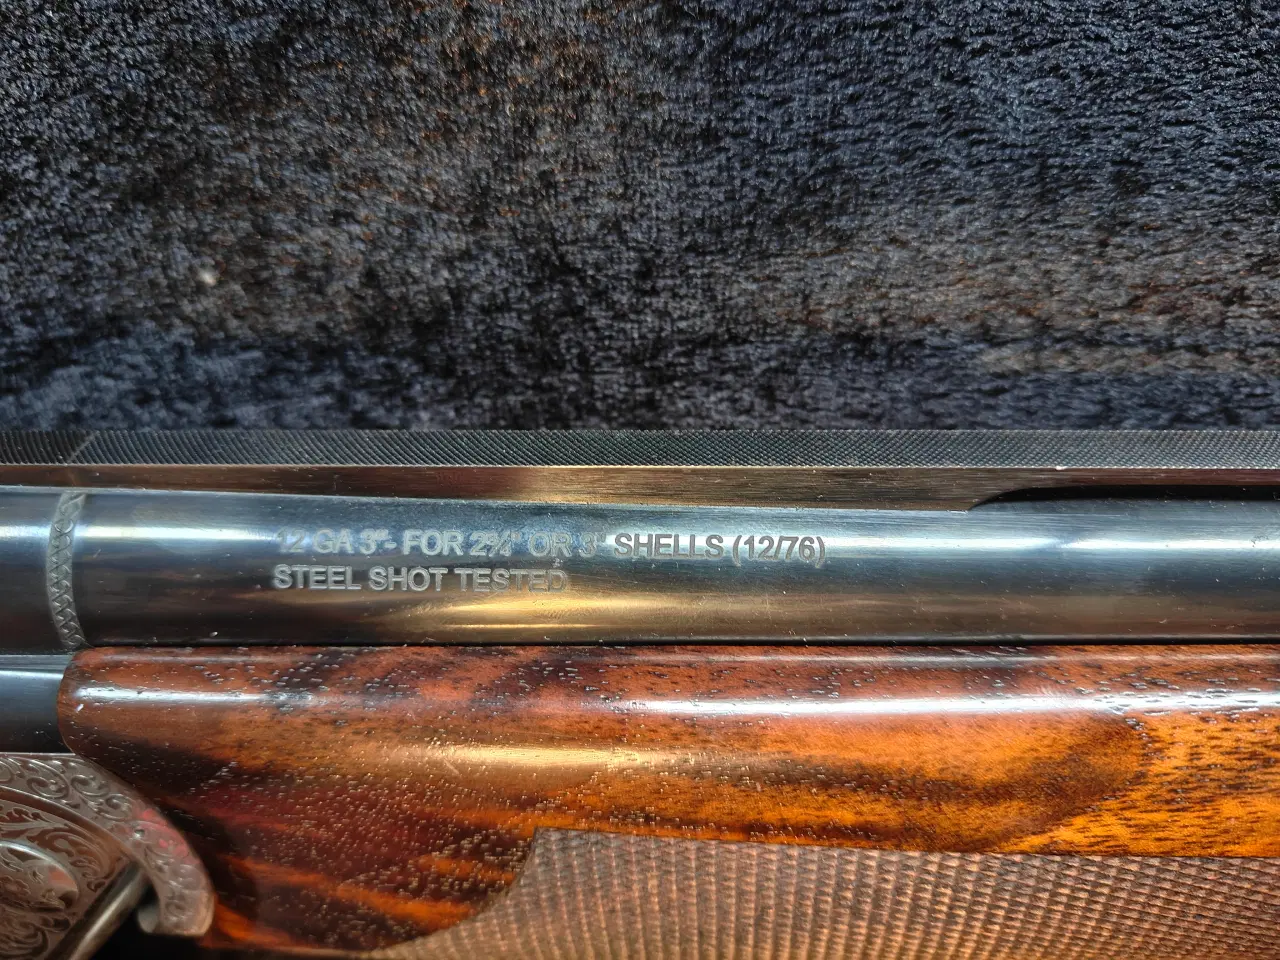 12 GA 3"- FOR 2¾" OR 3" SHELLS (12/76)
STEEL SHOT TESTED